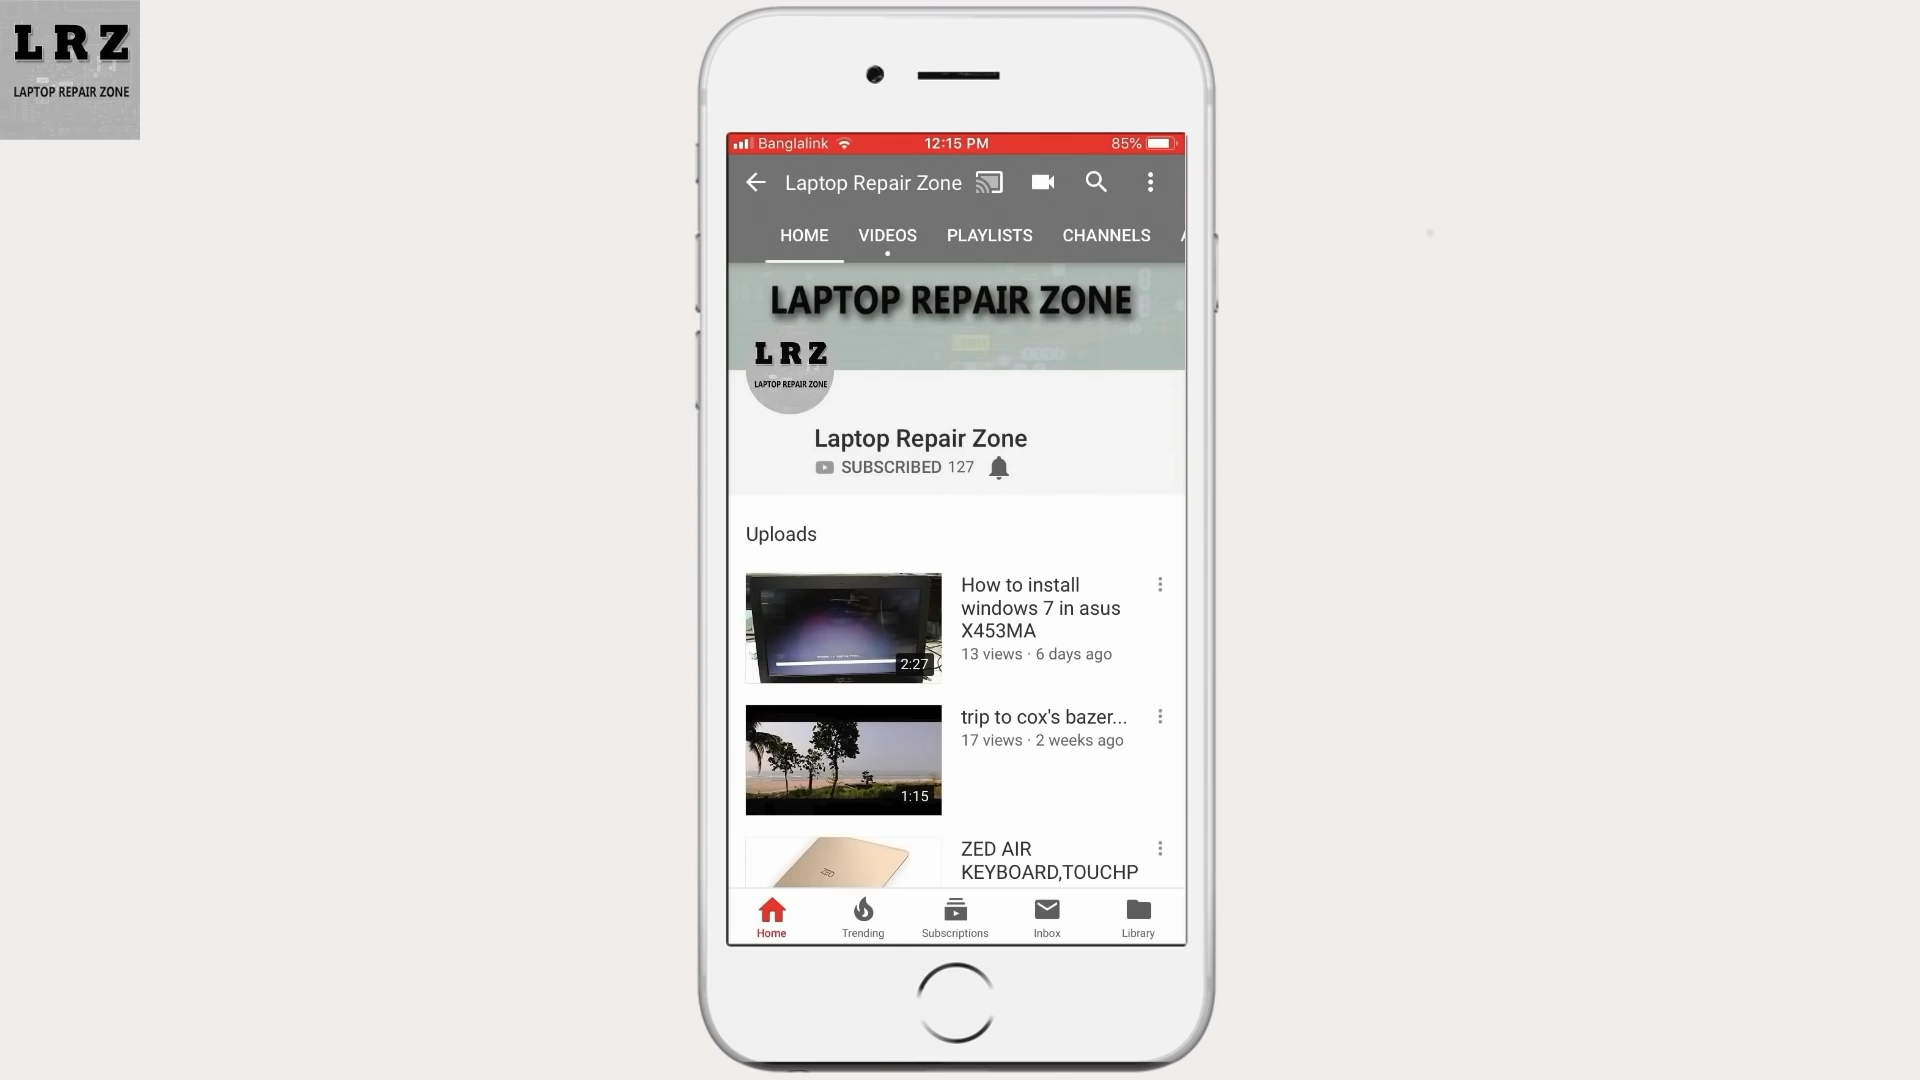 L R Z
LAPTOP REPAIR ZONE
Banglalink
12:15 PM
85%
Laptop Repair Zone
HOME VIDEOS PLAYLISTS CHANNELS
LAPTOP REPAIR ZONE
L R Z
LAPTOP REPAIR ZONE
Laptop Repair Zone
SUBSCRIBED 127
Uploads
How to install
windows 7 in asus
X453MA
13 views · 6 days ago
2:27
trip to cox's bazer...
17 views · 2 weeks ago
1:15
ZED AIR
KEYBOARD,TOUCHP
ZED
Home Trending Subscriptions Inbox Library